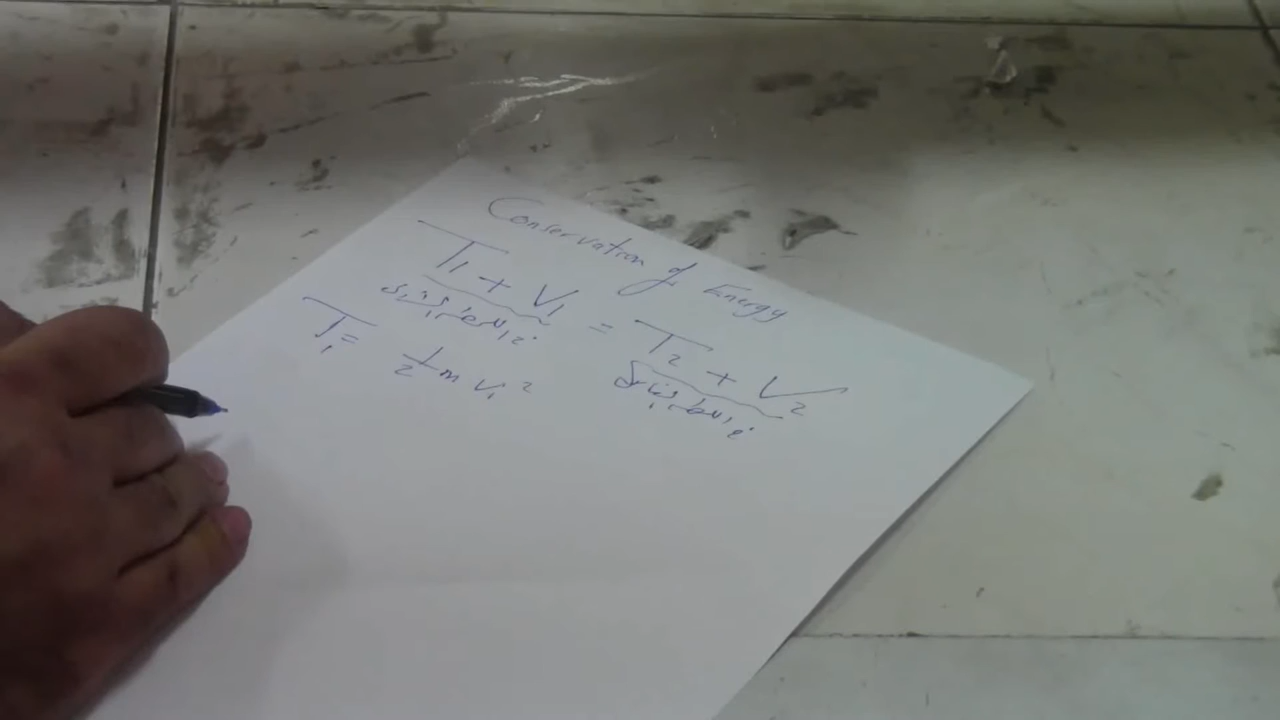 Conservation of Energy
T₁ + V₁ = T₂ + V₂
T₁ = ½ m v₁²